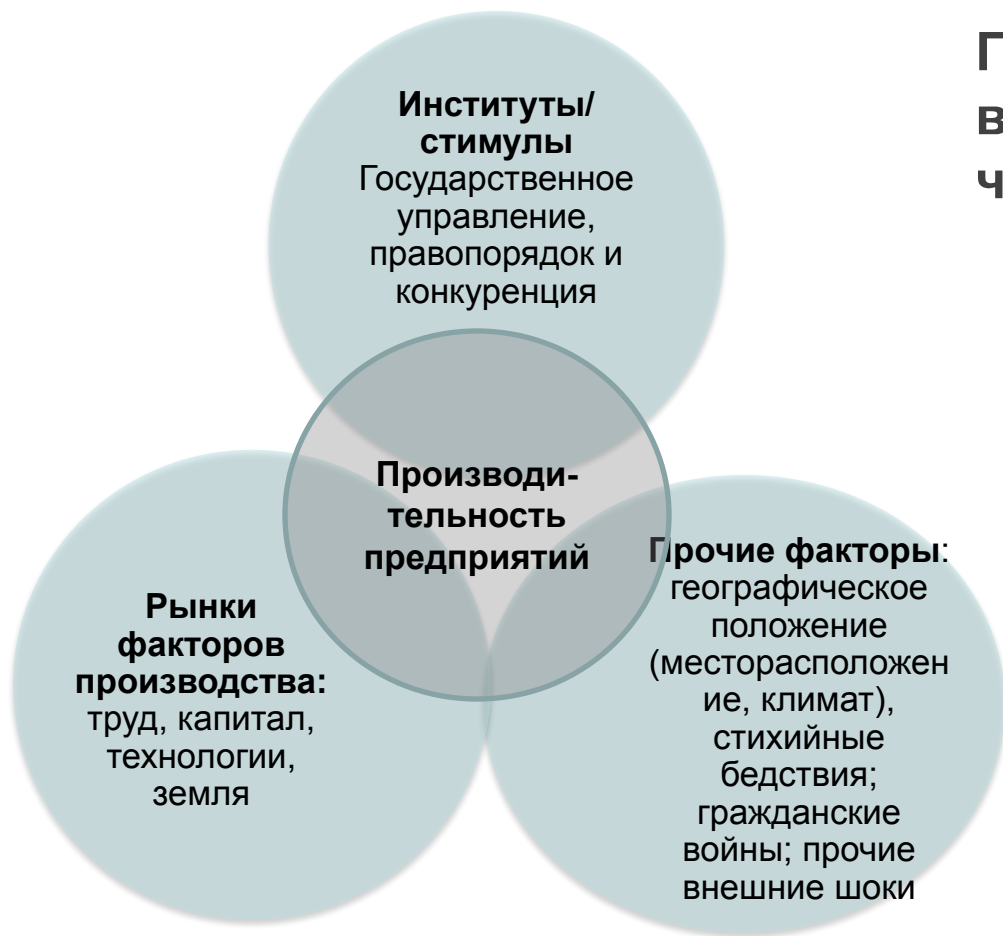 Институты/
стимулы
Государственное
управление,
правопорядок и
конкуренция
Производи-
тельность
предприятий
Рынки
факторов
производства:
труд, капитал,
технологии,
земля
Прочие факторы:
географическое
положение
(месторасположен
ие, климат),
стихийные
бедствия;
гражданские
войны; прочие
внешние шоки